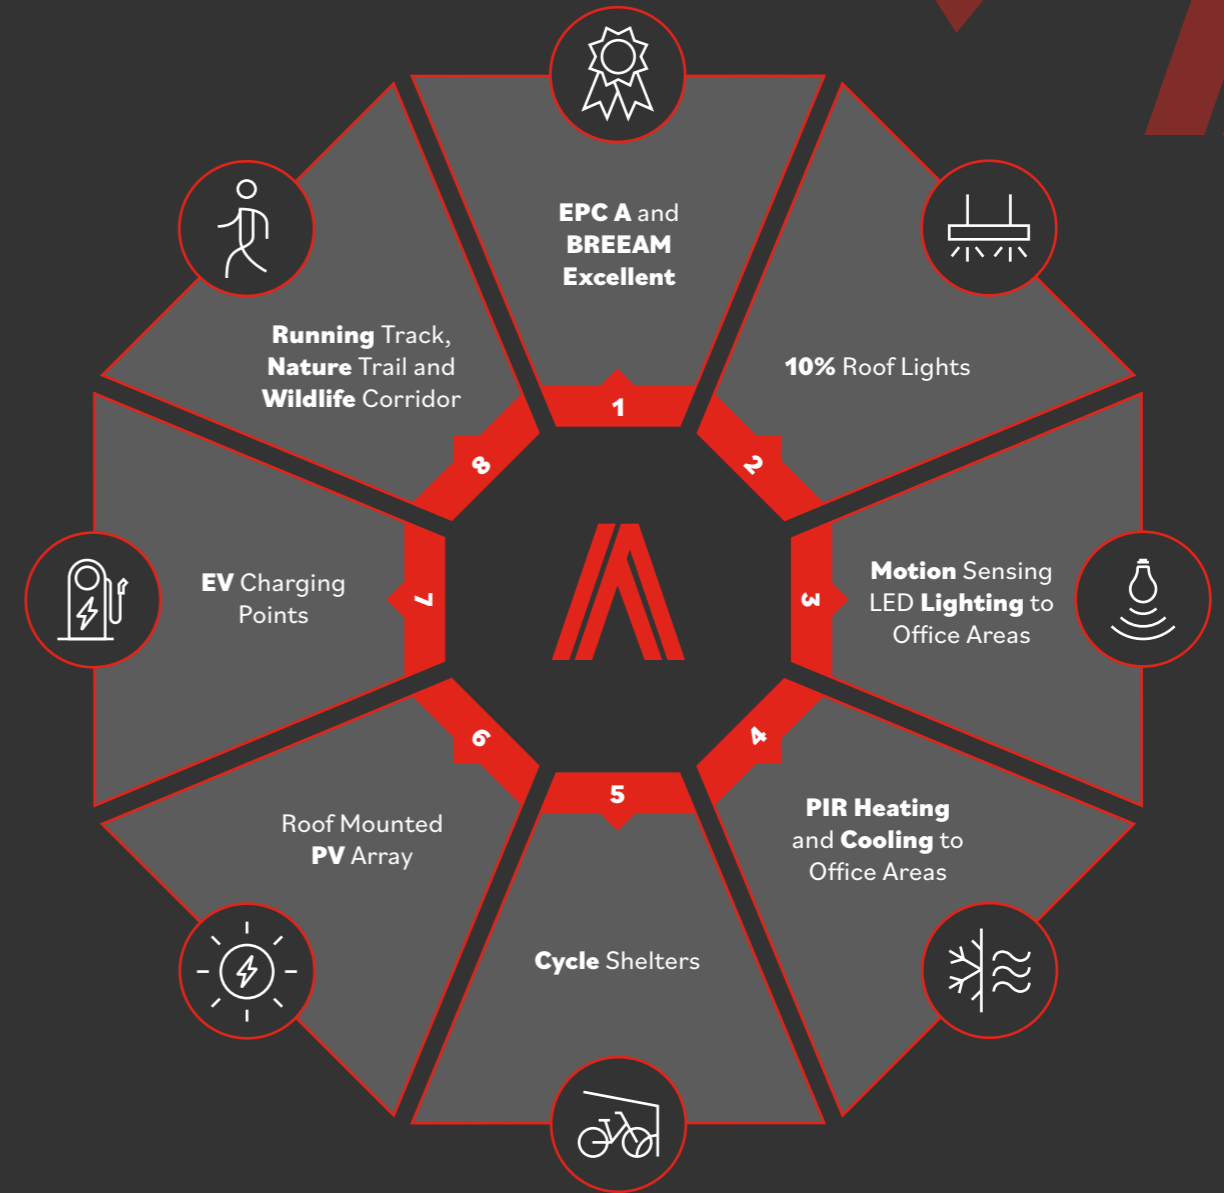 1
EPC A and
BREEAM
Excellent
2
10% Roof Lights
3
Motion Sensing
LED Lighting to
Office Areas
4
PIR Heating
and Cooling to
Office Areas
5
Cycle Shelters
6
Roof Mounted
PV Array
7
EV Charging
Points
8
Running Track,
Nature Trail and
Wildlife Corridor